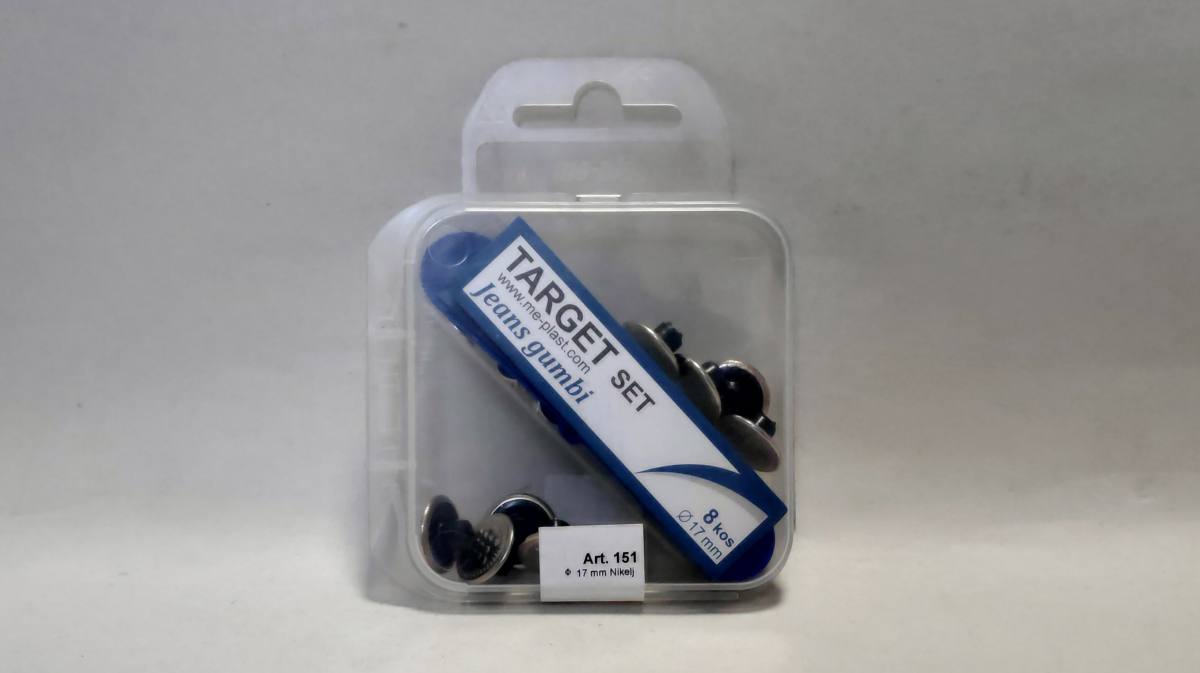 TARGET SET
www.me-plast.com
Jeans gumbi
8 kos
Ø 17 mm
Art. 151
Φ 17 mm Nikelj